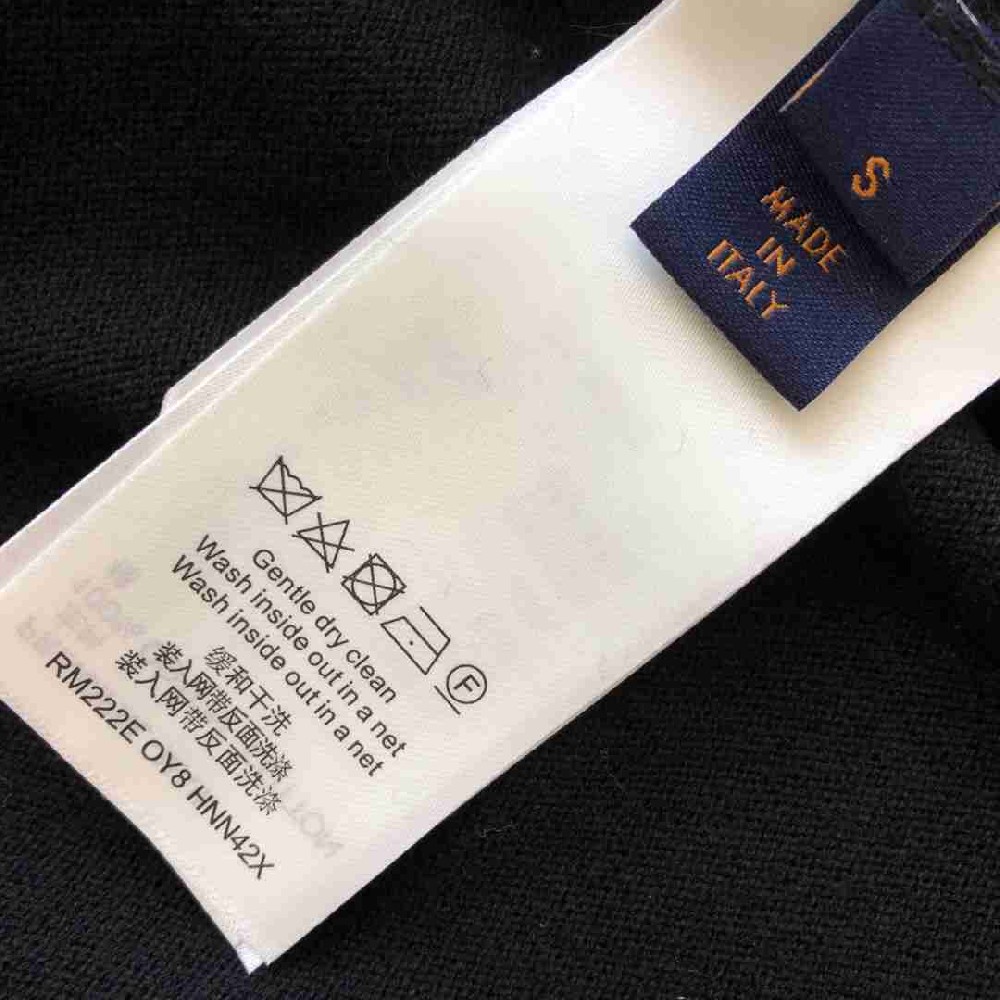 S
MADE
IN
ITALY
F
Gentle dry clean
Wash inside out in a net
Wash inside out in a net
缓和干洗
装入网带反面洗涤
装入网带反面洗涤
RM222E OY8 HNN42X